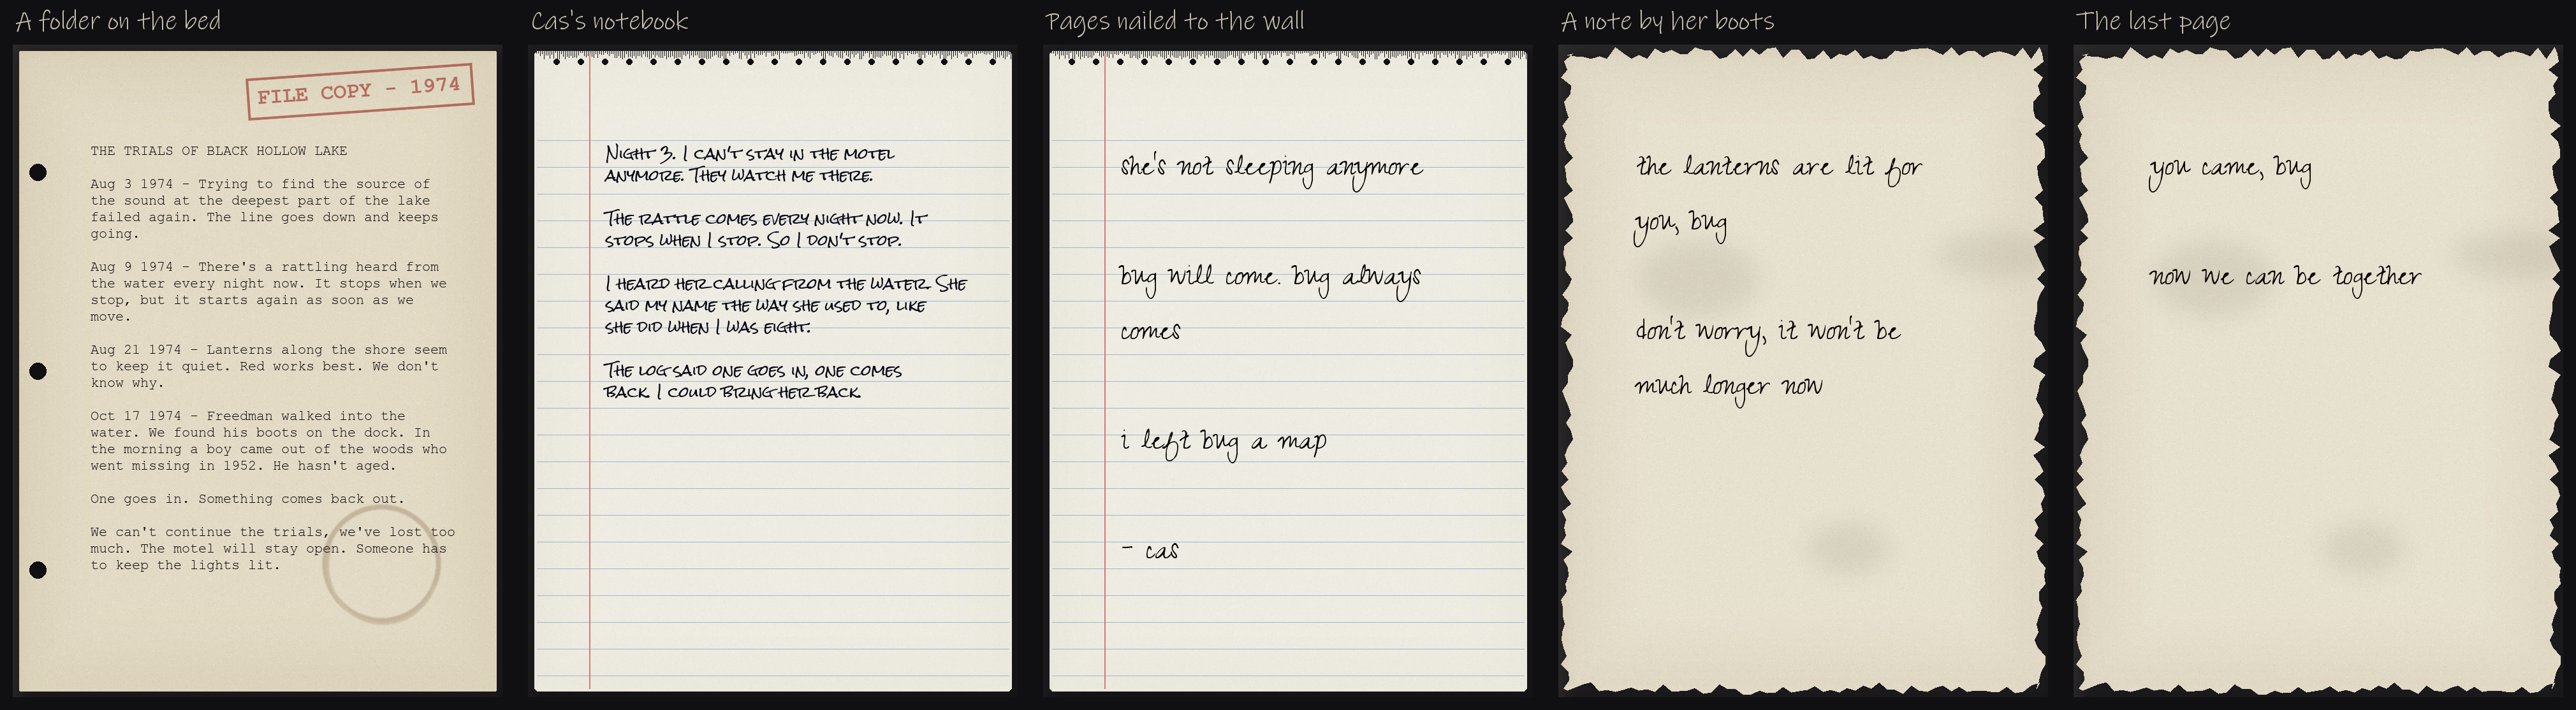 A folder on the bed
FILE COPY - 1974
THE TRIALS OF BLACK HOLLOW LAKE
Aug 3 1974 - Trying to find the source of
the sound at the deepest part of the lake
failed again. The line goes down and keeps
going.
Aug 9 1974 - There's a rattling heard from
the water every night now. It stops when we
stop, but it starts again as soon as we
move.
Aug 21 1974 - Lanterns along the shore seem
to keep it quiet. Red works best. We don't
know why.
Oct 17 1974 - Freedman walked into the
water. We found his boots on the dock. In
the morning a boy came out of the woods who
went missing in 1952. He hasn't aged.
One goes in. Something comes back out.
We can't continue the trials, we've lost too
much. The motel will stay open. Someone has
to keep the lights lit.
Cas's notebook
Night 3. I can't stay in the motel
anymore. They watch me there.
The rattle comes every night now. It
stops when I stop. So I don't stop.
I heard her calling from the water. She
said my name the way she used to, like
she did when I was eight.
The log said one goes in, one comes
back. I could bring her back.
Pages nailed to the wall
she's not sleeping anymore
bug will come. bug always
comes
i left bug a map
- cas
A note by her boots
the lanterns are lit for
you, bug
don't worry, it won't be
much longer now
The last page
you came, bug
now we can be together